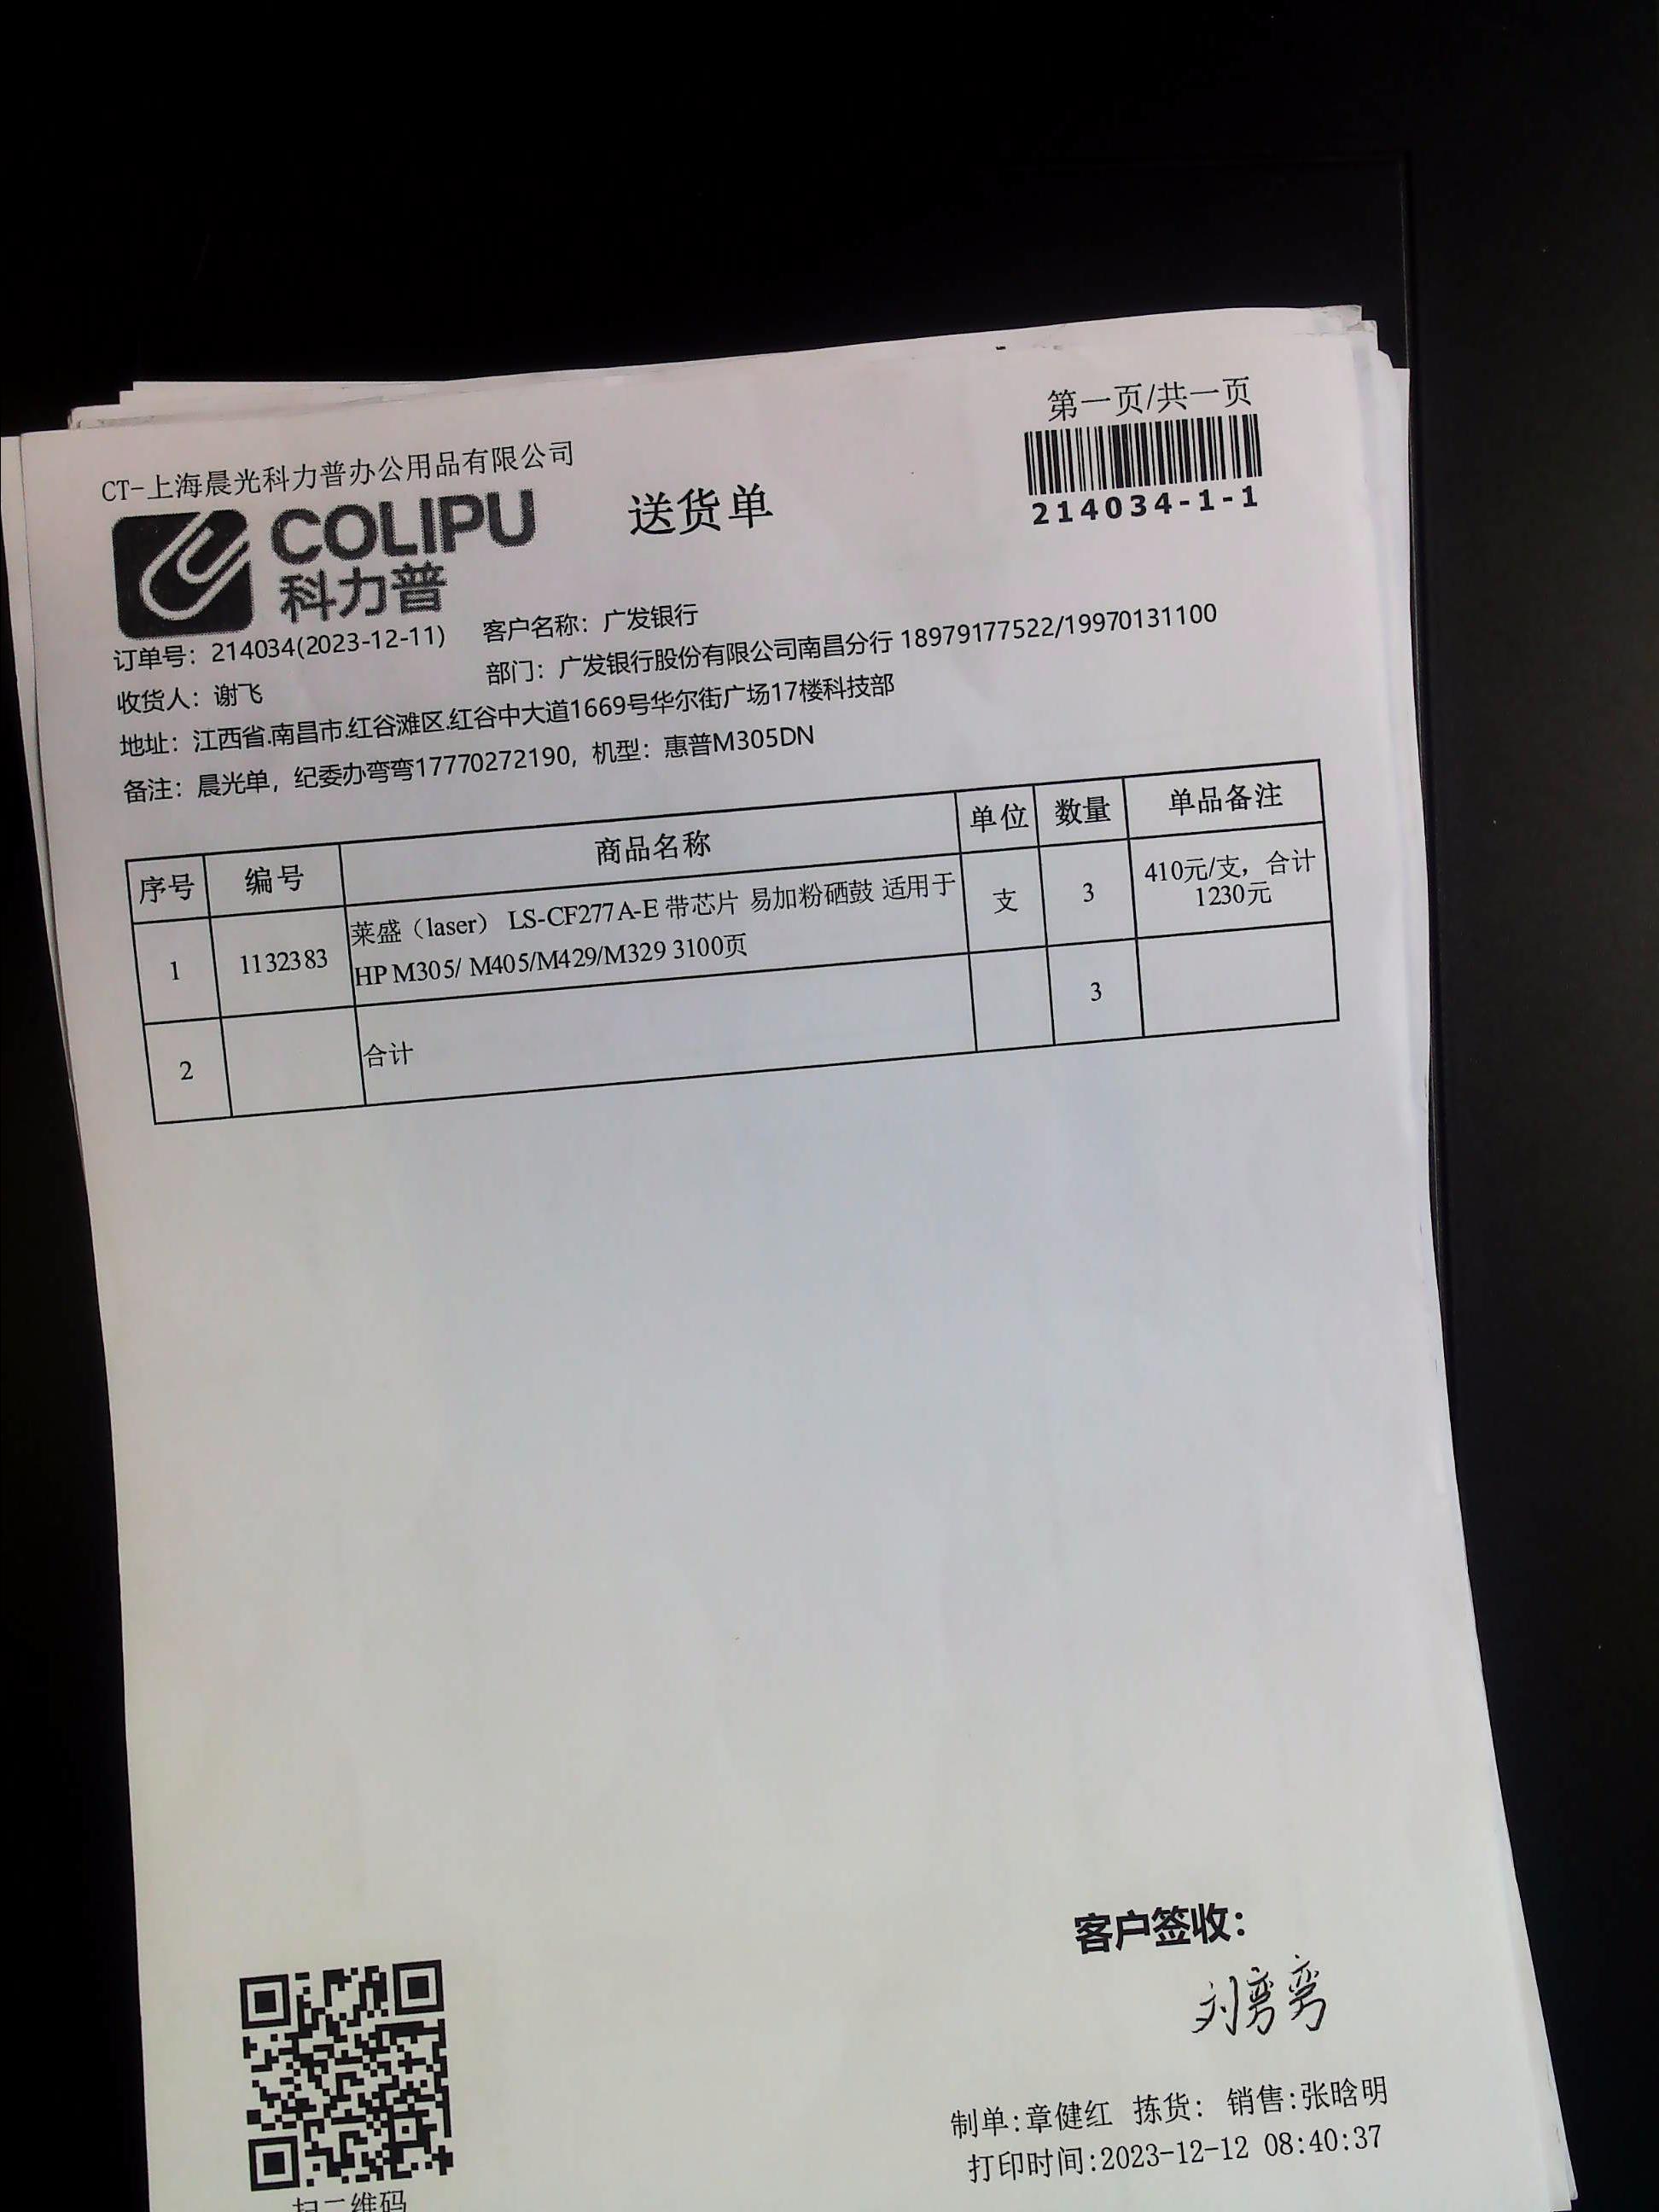 第一页/共一页
CT-上海晨光科力普办公用品有限公司
COLIPU
科力普
送货单
214034-1-1
订单号：214034(2023-12-11) 客户名称：广发银行
收货人：谢飞 部门：广发银行股份有限公司南昌分行 18979177522/19970131100
地址：江西省.南昌市.红谷滩区.红谷中大道1669号华尔街广场17楼科技部
备注：晨光单，纪委办弯弯17770272190，机型：惠普M305DN
序号 编号 商品名称 单位 数量 单品备注
1 1132383 莱盛（laser） LS-CF277A-E 带芯片 易加粉硒鼓 适用于 支 3 410元/支，合计
HP M305/ M405/M429/M329 3100页 1230元
2 合计 3
客户签收：
刘弯弯
制单:章健红 拣货: 销售:张晗明
打印时间:2023-12-12 08:40:37
扫二维码